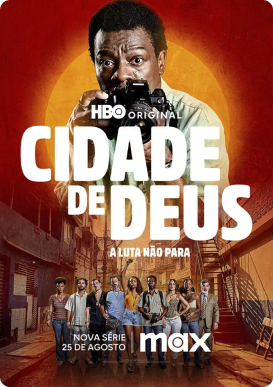 HBO ORIGINAL
CIDADE
DE DEUS
A LUTA NÃO PARA
NOVA SÉRIE
25 DE AGOSTO
max